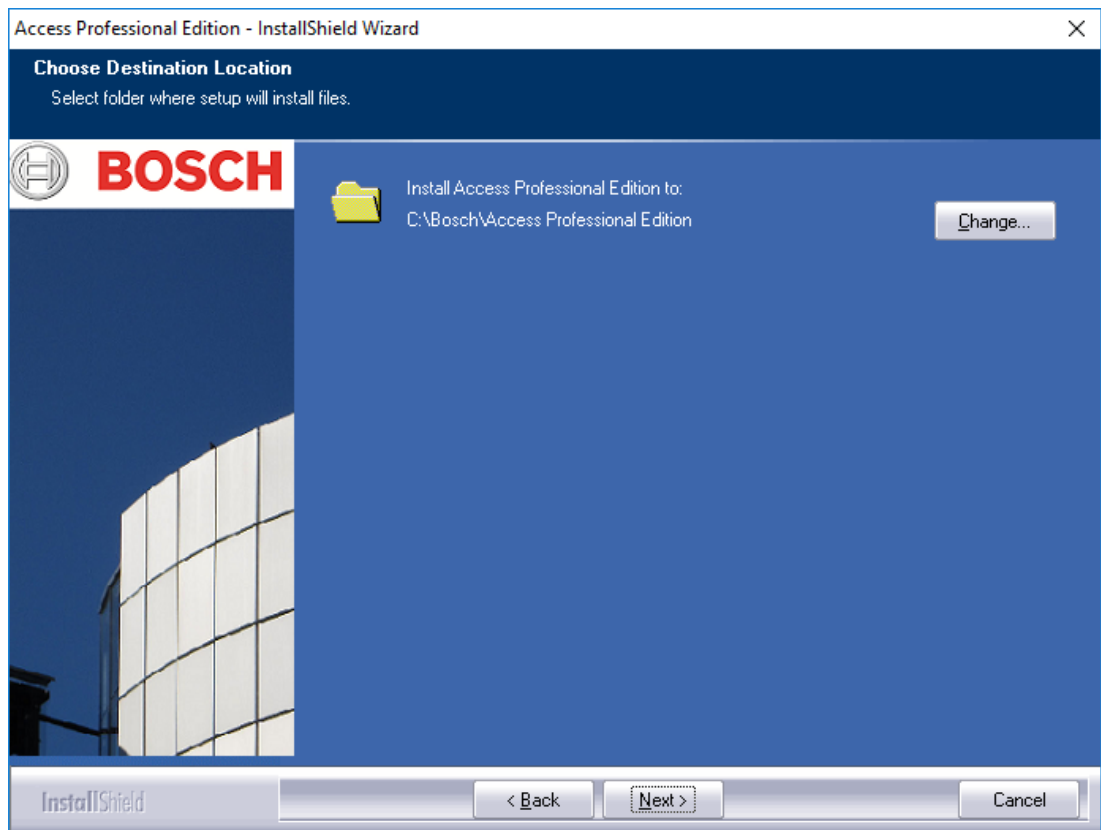 Access Professional Edition - InstallShield Wizard
Choose Destination Location
Select folder where setup will install files.
BOSCH
Install Access Professional Edition to:
C:\Bosch\Access Professional Edition
Change...
InstallShield
< Back
Next >
Cancel